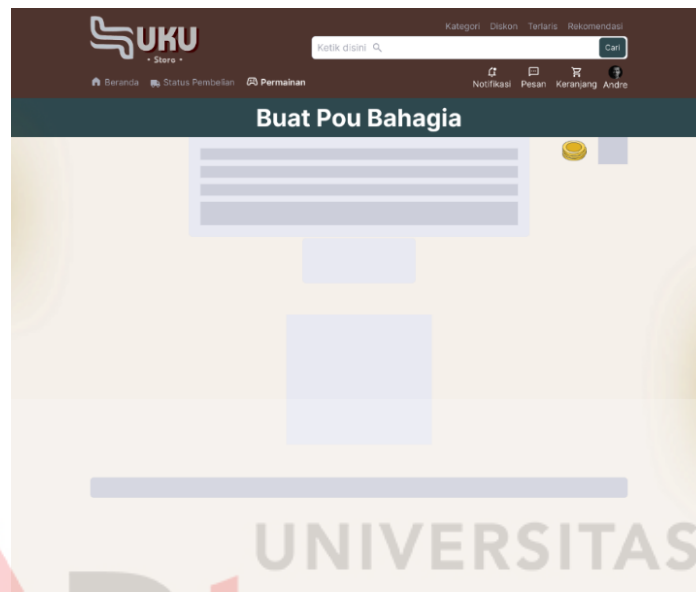 SUKU
• Store •
Kategori Diskon Terlaris Rekomendasi
Ketik disini
Cari
Beranda Status Pembelian Permainan
Notifikasi Pesan Keranjang Andre
Buat Pou Bahagia
UNIVERSITAS